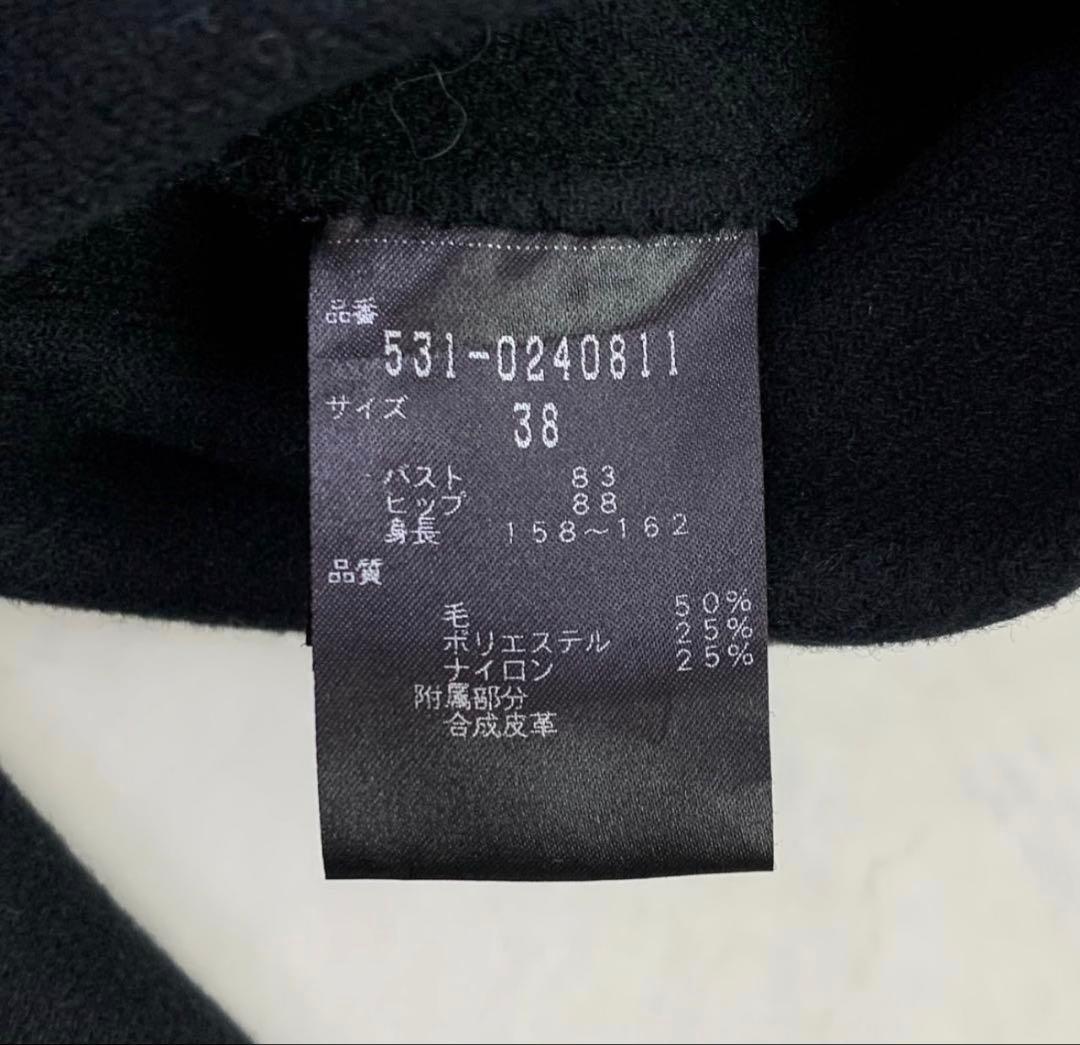 品番
531-0240811
サイズ
38
バスト 83
ヒップ 88
身長 158～162
品質
毛 50%
ポリエステル 25%
ナイロン 25%
附属部分
合成皮革